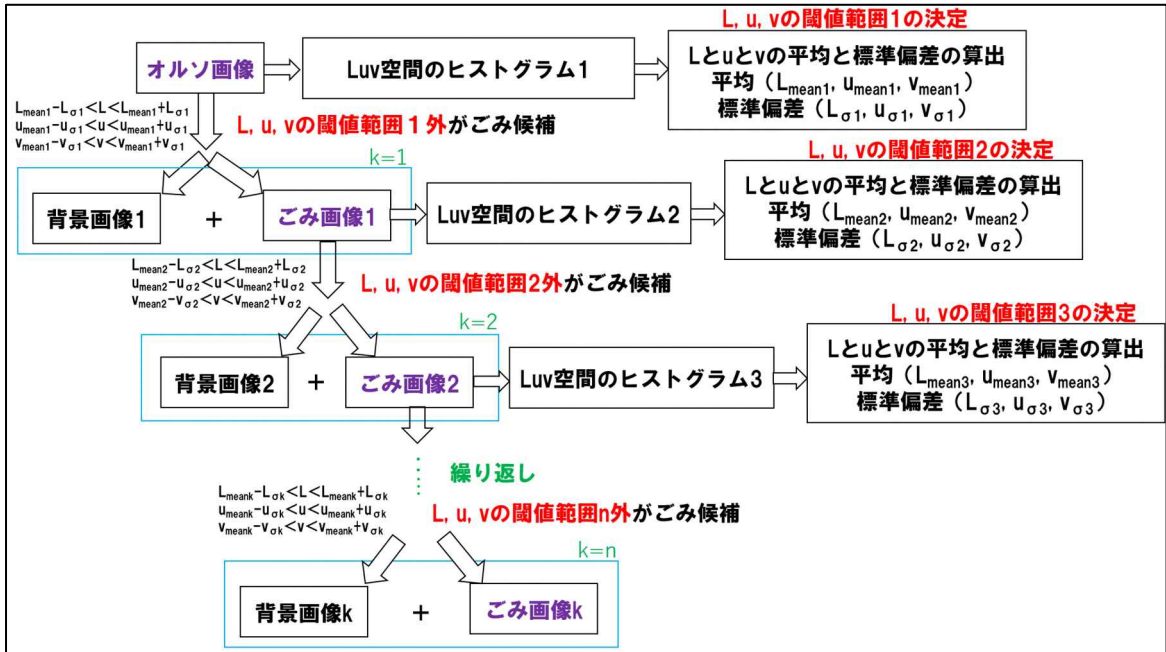 L, u, vの閾値範囲1の決定
オルソ画像
Luv空間のヒストグラム1
Lとuとvの平均と標準偏差の算出
平均（Lmean1, umean1, vmean1）
標準偏差（Lσ1, uσ1, vσ1）
Lmean1-Lσ1<L<Lmean1+Lσ1
umean1-uσ1<u<umean1+uσ1
vmean1-vσ1<v<vmean1+vσ1
L, u, vの閾値範囲１外がごみ候補
k=1
L, u, vの閾値範囲2の決定
背景画像1
+
ごみ画像1
Luv空間のヒストグラム2
Lとuとvの平均と標準偏差の算出
平均（Lmean2, umean2, vmean2）
標準偏差（Lσ2, uσ2, vσ2）
Lmean2-Lσ2<L<Lmean2+Lσ2
umean2-uσ2<u<umean2+uσ2
vmean2-vσ2<v<vmean2+vσ2
L, u, vの閾値範囲2外がごみ候補
k=2
L, u, vの閾値範囲3の決定
背景画像2
+
ごみ画像2
Luv空間のヒストグラム3
Lとuとvの平均と標準偏差の算出
平均（Lmean3, umean3, vmean3）
標準偏差（Lσ3, uσ3, vσ3）
繰り返し
Lmeank-Lσk<L<Lmeank+Lσk
umeank-uσk<u<umeank+uσk
vmeank-vσk<v<vmeank+vσk
L, u, vの閾値範囲n外がごみ候補
k=n
背景画像k
+
ごみ画像k